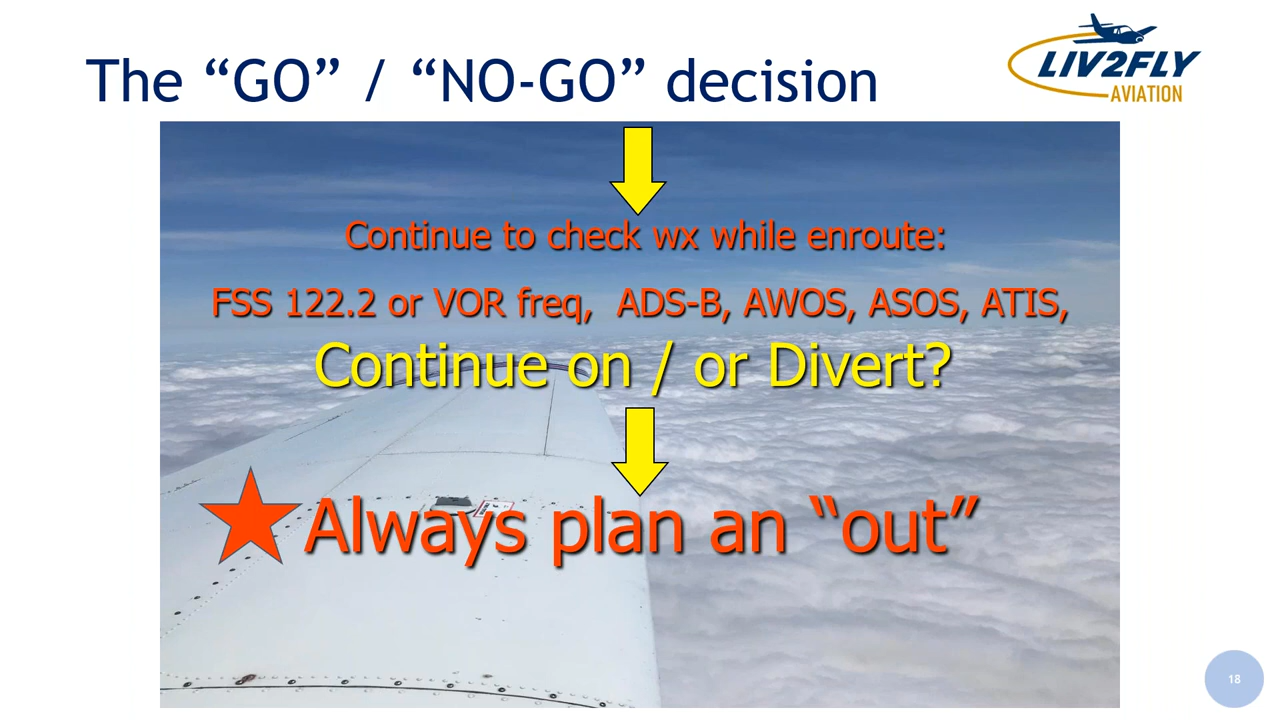 The “GO” / “NO-GO” decision
LIV2FLY
AVIATION
Continue to check wx while enroute:
FSS 122.2 or VOR freq,  ADS-B, AWOS, ASOS, ATIS,
Continue on / or Divert?
Always plan an “out”
18